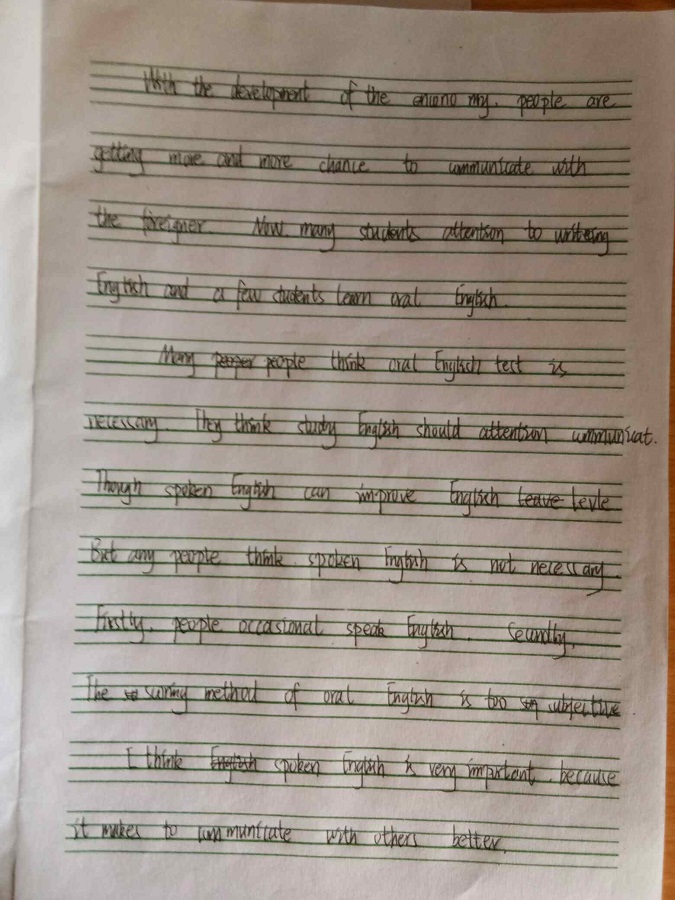 With the development of the enono my. people are
getting more and more chance to communicate with
the foreigner. Now. many students attention to writeing
English and a few students learn oral English.
Many people think oral English test is
necessary. They think study English should attention communicat.
Though spoken English can improve English levle
But any people think. spoken English is not necessary.
Firstly. people occasional speak English. Secundly,
The method of oral English is too subjective
I think spoken English is very important. because
it makes to communicate with others better.